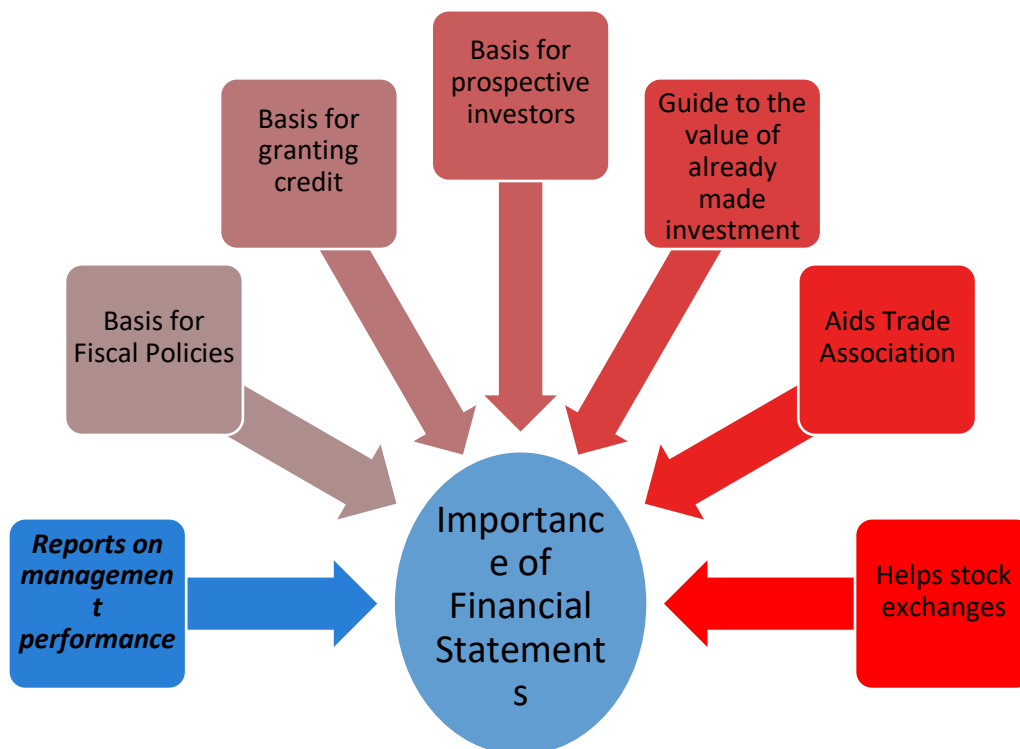 Basis for
prospective
investors
Basis for
granting
credit
Guide to the
value of
already
made
investment
Basis for
Fiscal Policies
Aids Trade
Association
Reports on
managemen
t
performance
Importanc
e of
Financial
Statement
s
Helps stock
exchanges